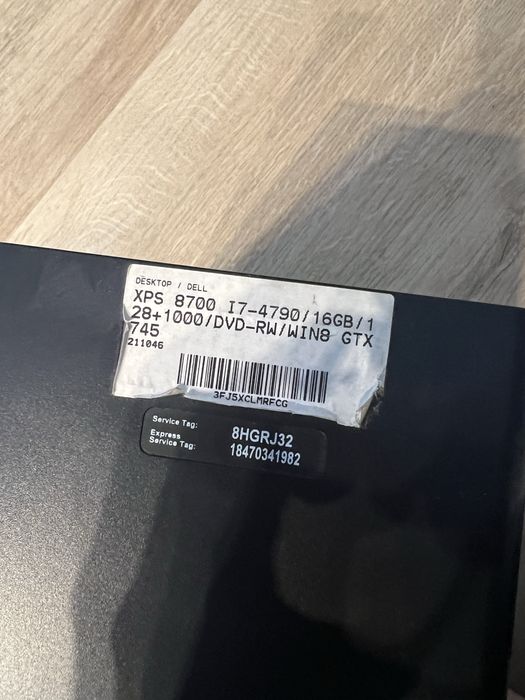 DESKTOP / DELL
XPS 8700 I7-4790/16GB/1
28+1000/DVD-RW/WIN8 GTX
745
211046
3FJ5XCLMRFCG
Service Tag: 8HGRJ32
Express
Service Tag: 18470341982